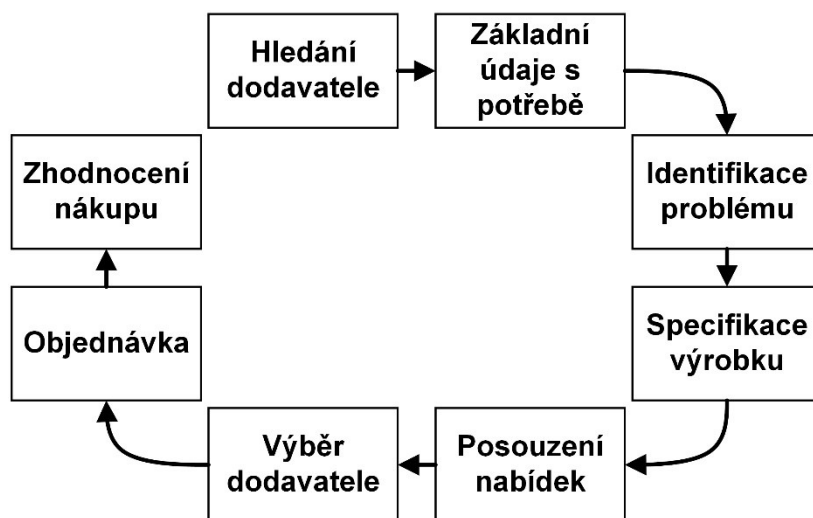 Hledání
dodavatele
Základní
údaje s
potřebě
Identifikace
problému
Specifikace
výrobku
Posouzení
nabídek
Výběr
dodavatele
Objednávka
Zhodnocení
nákupu